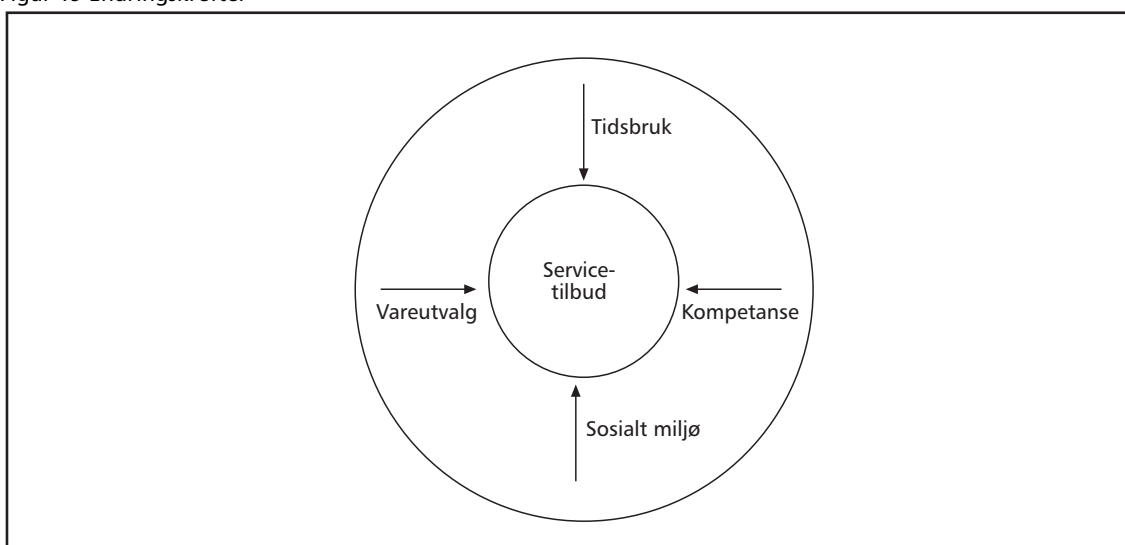 Tidsbruk
Service-
tilbud
Vareutvalg
Kompetanse
Sosialt miljø